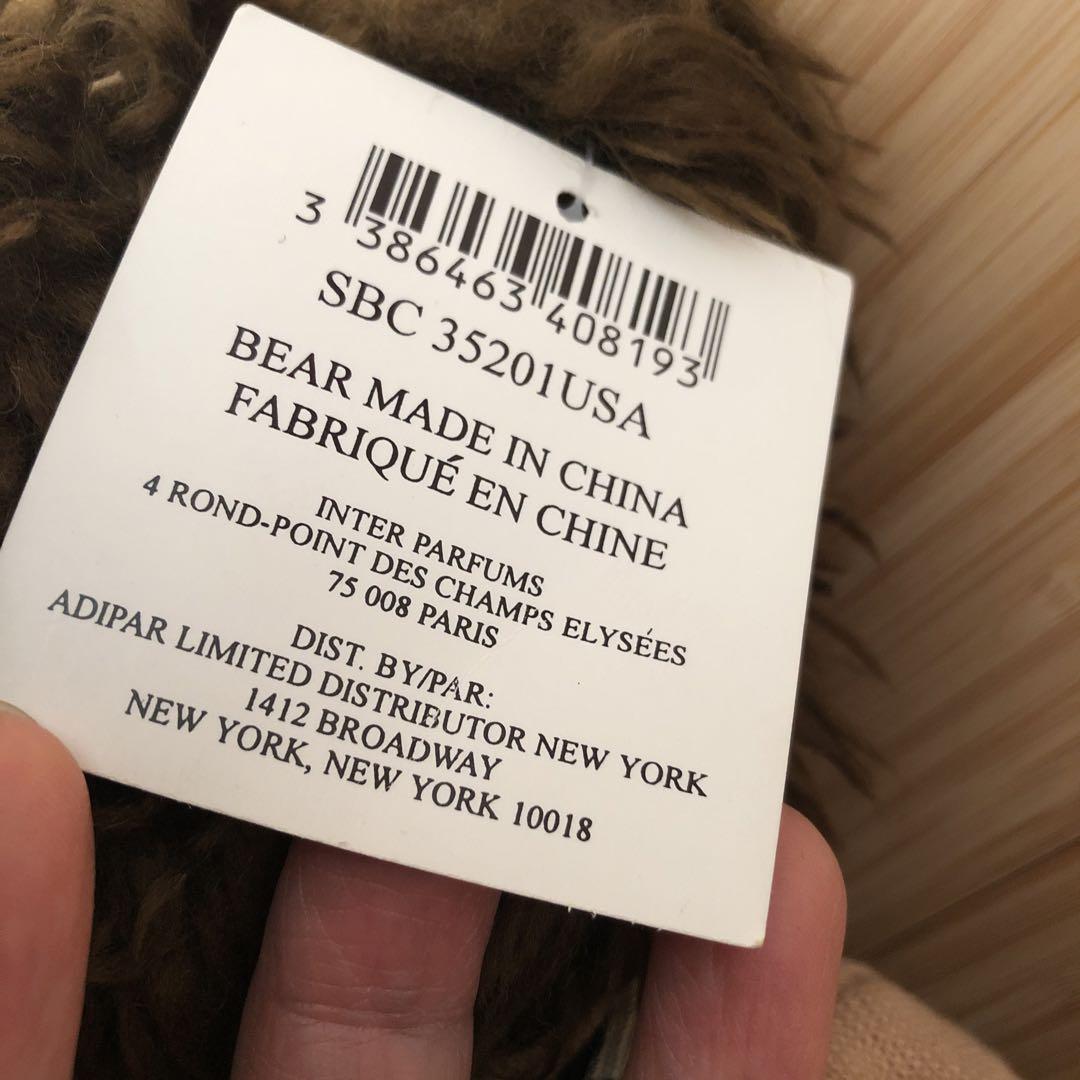 3 386463 408193
SBC 35201USA
BEAR MADE IN CHINA
FABRIQUÉ EN CHINE
INTER PARFUMS
4 ROND-POINT DES CHAMPS ELYSÉES
75 008 PARIS
DIST. BY/PAR:
ADIPAR LIMITED DISTRIBUTOR NEW YORK
1412 BROADWAY
NEW YORK, NEW YORK 10018